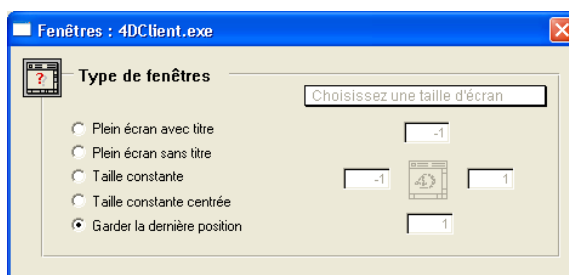 Fenêtres : 4DClient.exe
Type de fenêtres
Choisissez une taille d'écran
Plein écran avec titre
-1
Plein écran sans titre
Taille constante
-1
4D
1
Taille constante centrée
Garder la dernière position
1